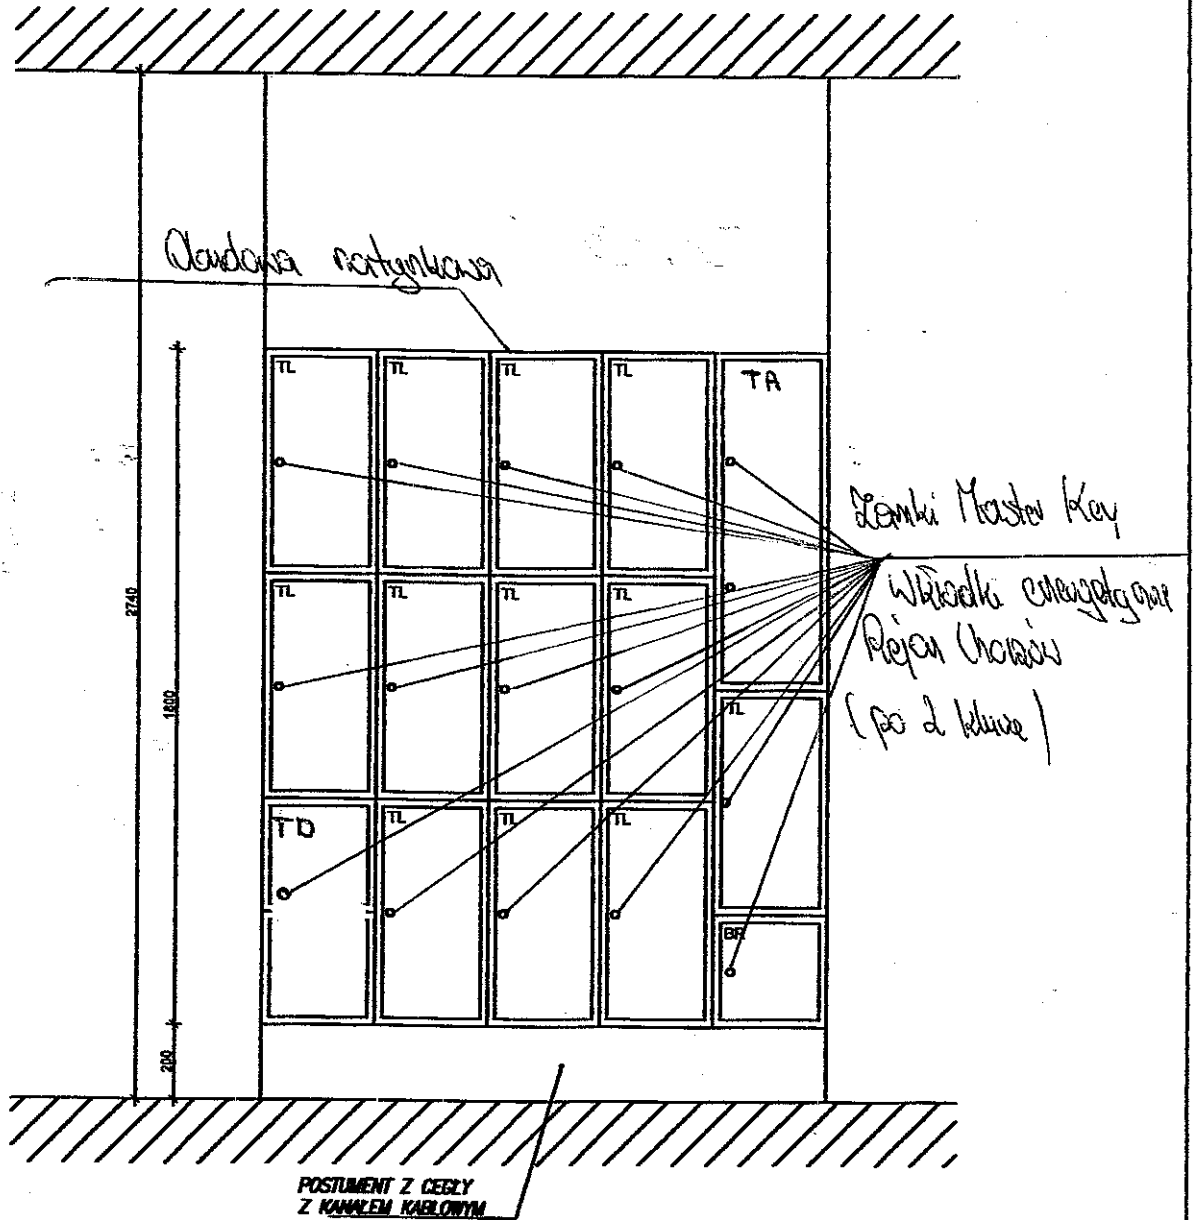 Obudowa natynkowa
TL TL TL TL TA
Zamki Master Key
Wkładki energetyczne
Rejon Chorzów
(po 2 klucze)
2740
1800
200
TL TL TL TL
TL
TD TL TL TL
BR
POSTUMENT Z CEGŁY
Z KANAŁEM KABLOWYM